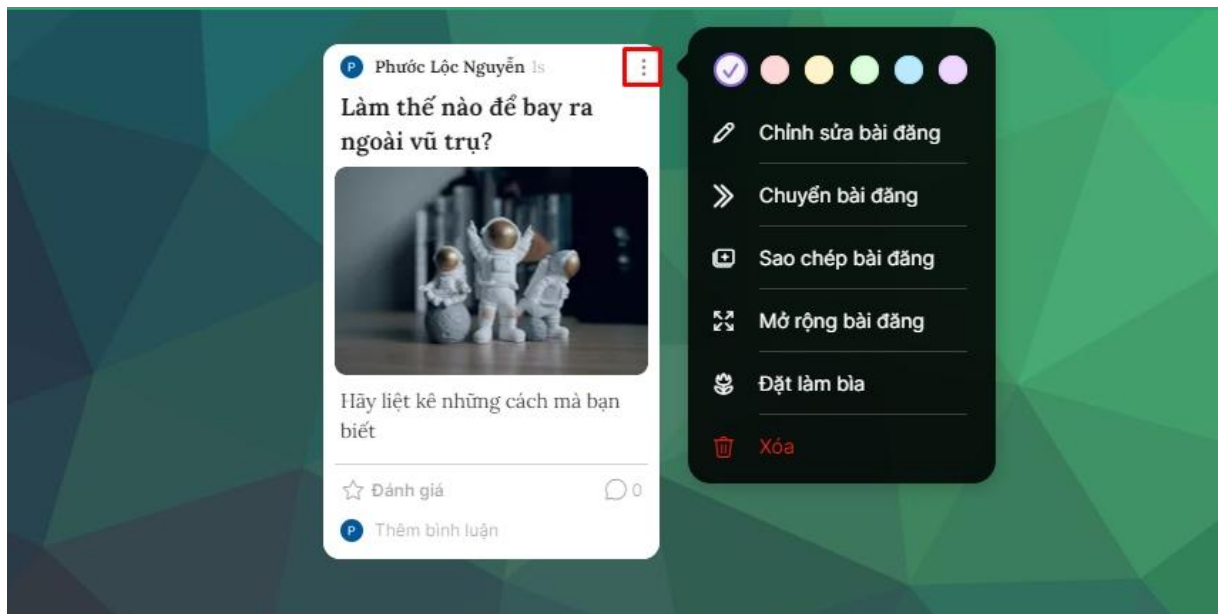 P Phước Lộc Nguyễn 1s
Làm thế nào để bay ra
ngoài vũ trụ?
Hãy liệt kê những cách mà bạn
biết
Đánh giá 0
P Thêm bình luận
Chỉnh sửa bài đăng
Chuyển bài đăng
Sao chép bài đăng
Mở rộng bài đăng
Đặt làm bìa
Xóa